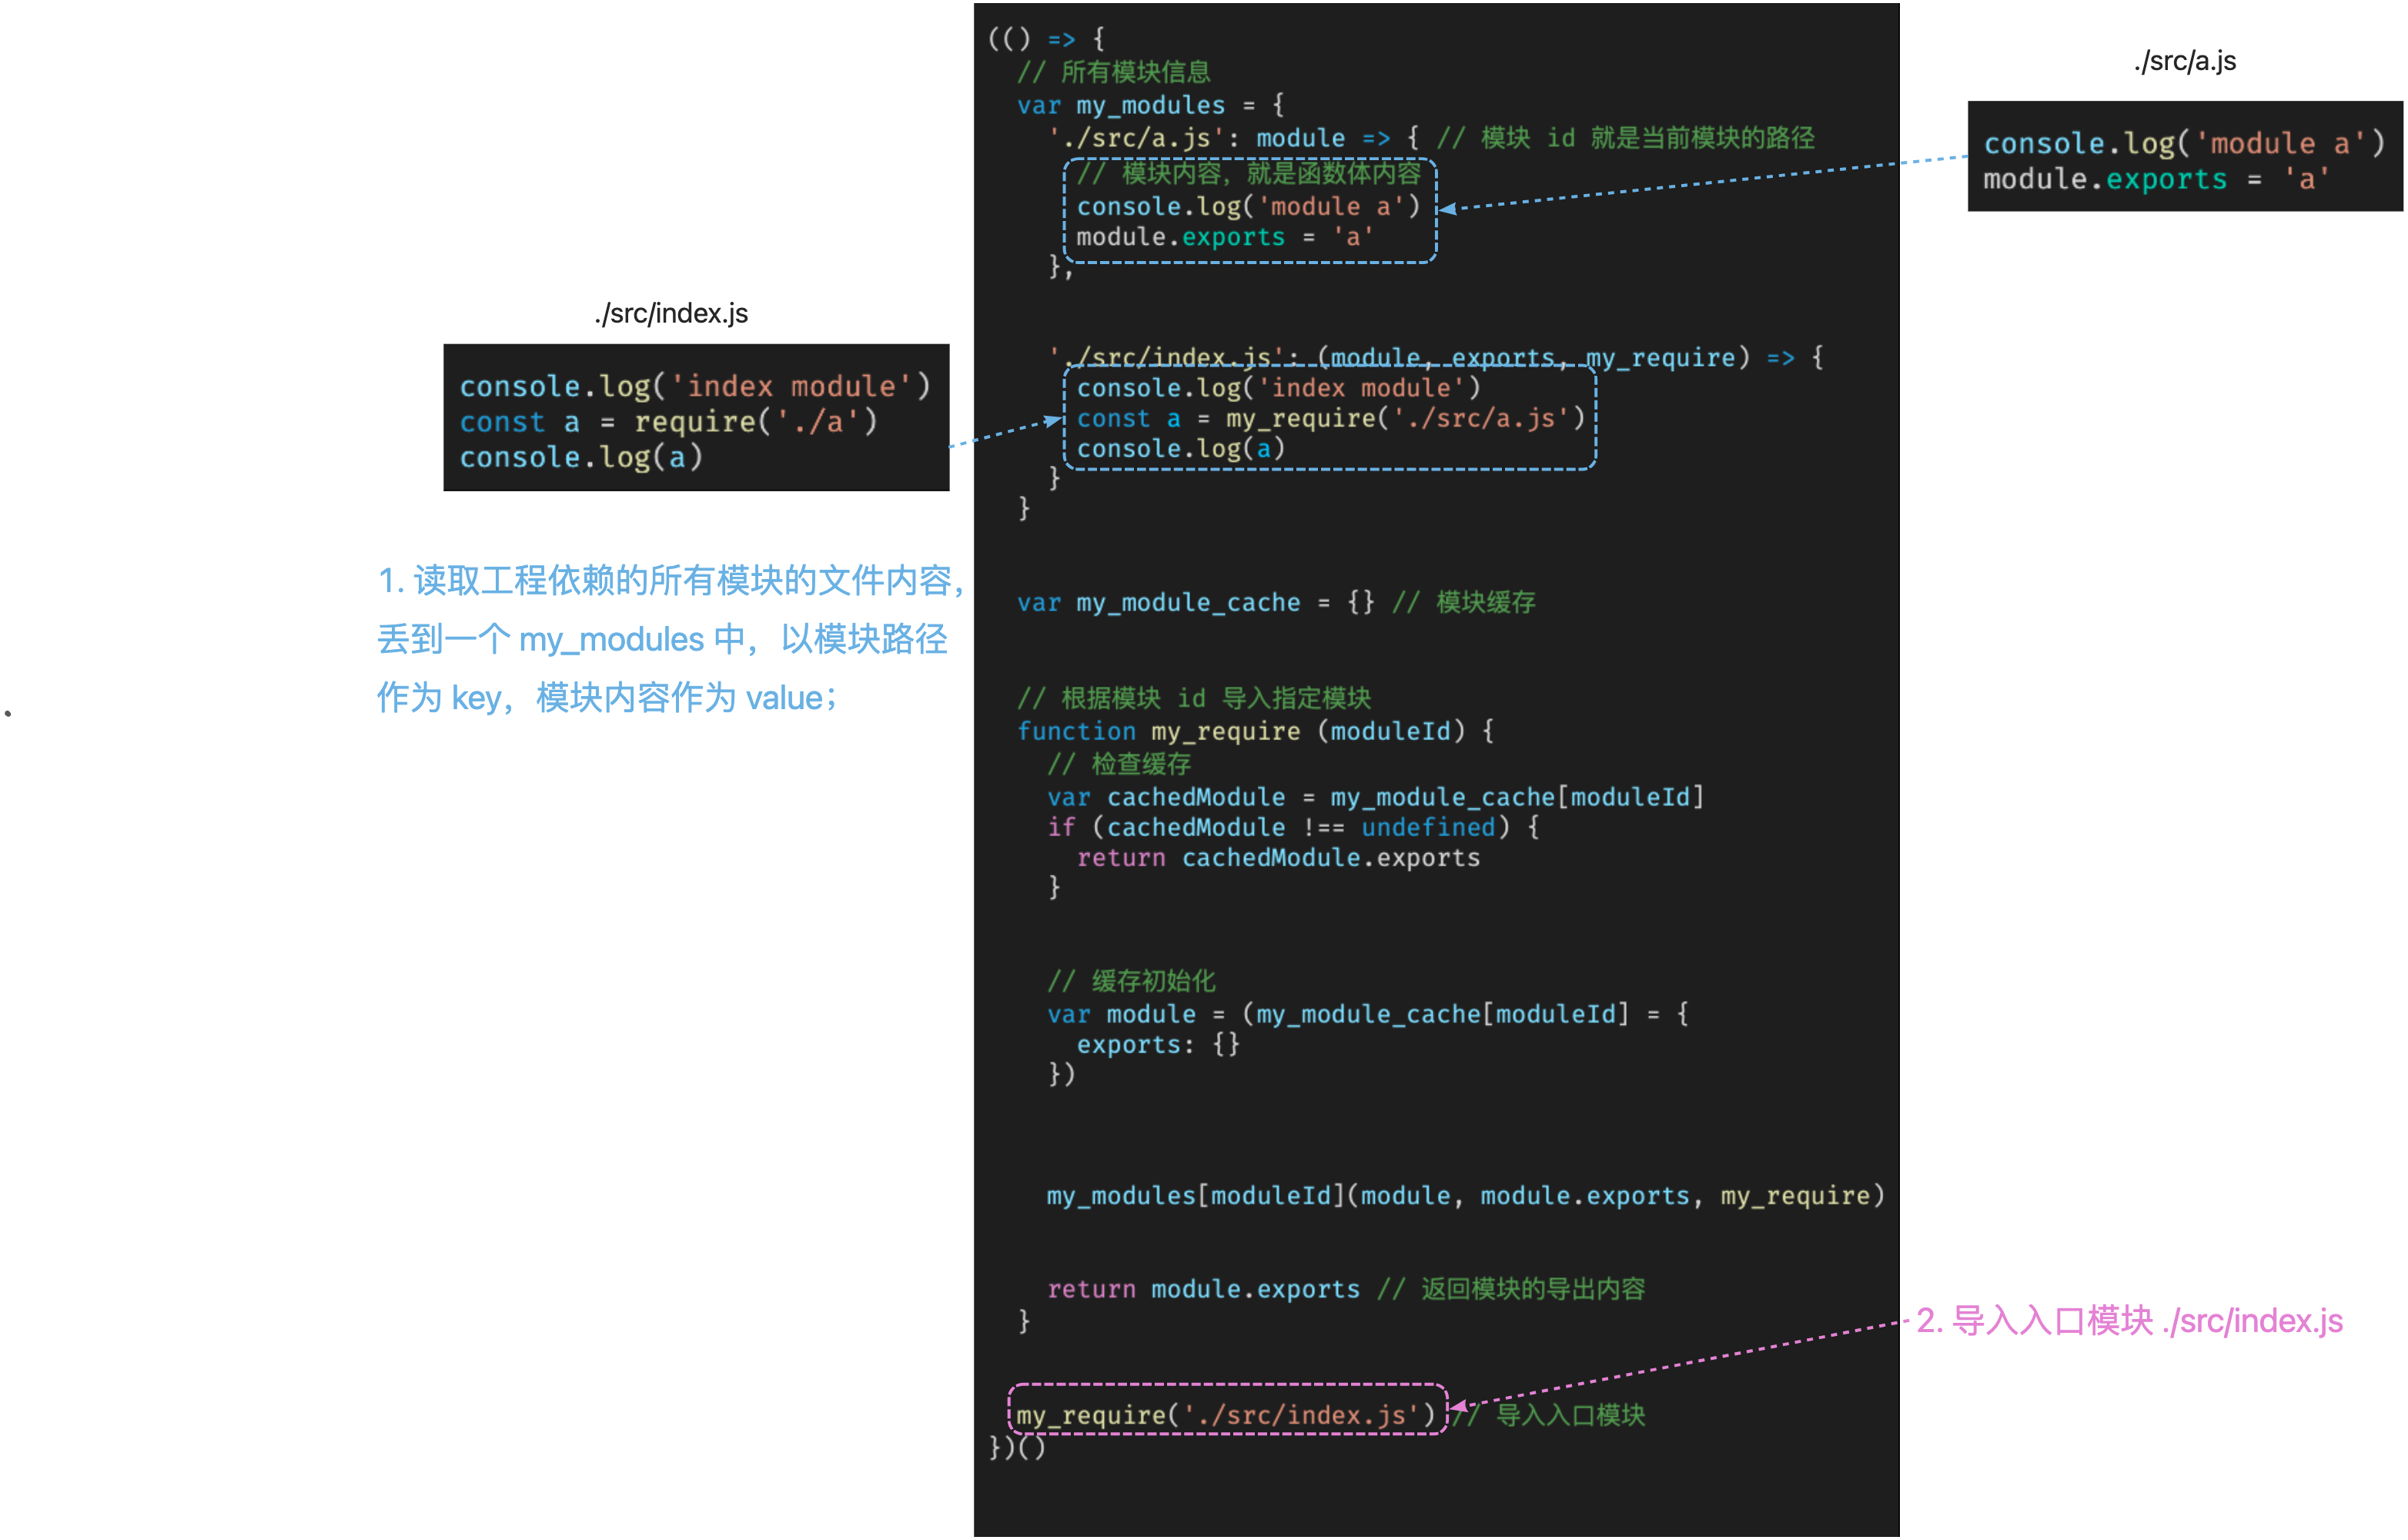 ./src/index.js
console.log('index module')
const a = require('./a')
console.log(a)
1. 读取工程依赖的所有模块的文件内容，
丢到一个 my_modules 中，以模块路径
作为 key，模块内容作为 value；
(() => {
// 所有模块信息
var my_modules = {
'./src/a.js': module => { // 模块 id 就是当前模块的路径
// 模块内容，就是函数体内容
console.log('module a')
module.exports = 'a'
},
'./src/index.js': (module, exports, my_require) => {
console.log('index module')
const a = my_require('./src/a.js')
console.log(a)
}
}
var my_module_cache = {} // 模块缓存
// 根据模块 id 导入指定模块
function my_require (moduleId) {
// 检查缓存
var cachedModule = my_module_cache[moduleId]
if (cachedModule !== undefined) {
return cachedModule.exports
}
// 缓存初始化
var module = (my_module_cache[moduleId] = {
exports: {}
})
my_modules[moduleId](module, module.exports, my_require)
return module.exports // 返回模块的导出内容
}
my_require('./src/index.js') // 导入入口模块
})()
./src/a.js
console.log('module a')
module.exports = 'a'
2. 导入入口模块 ./src/index.js